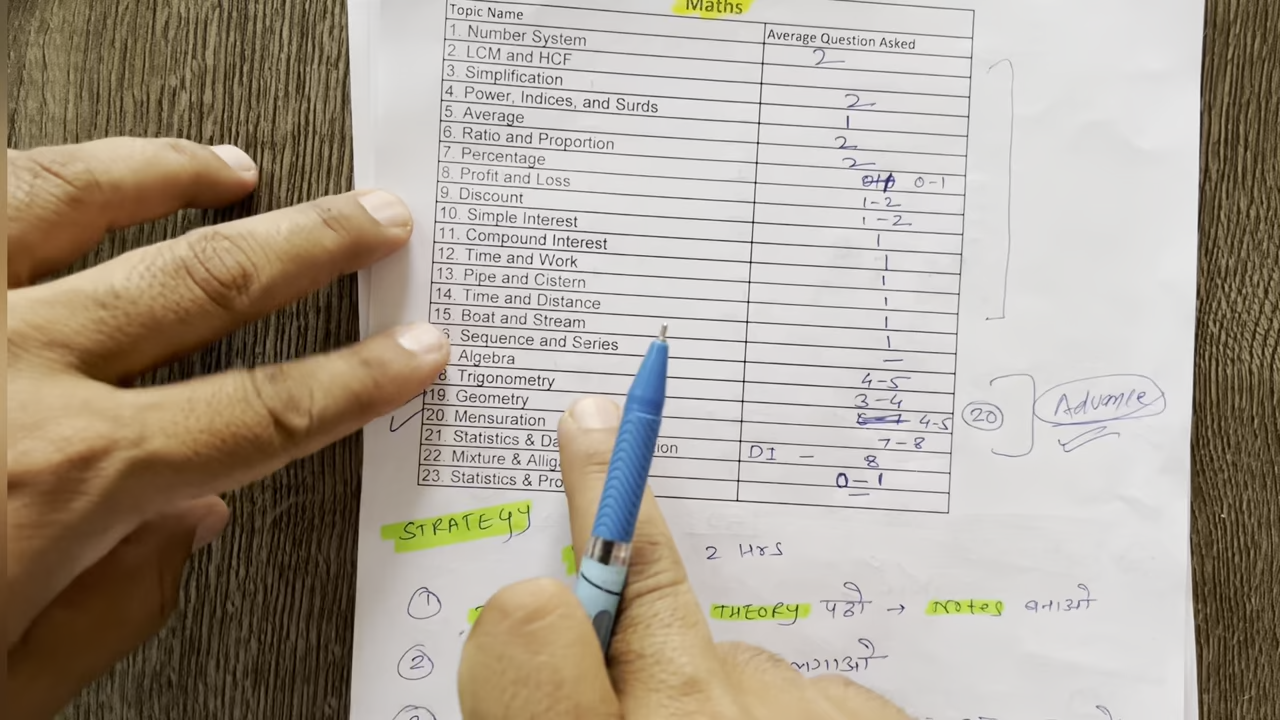 Maths
Topic Name Average Question Asked
1. Number System 2
2. LCM and HCF
3. Simplification 2
4. Power, Indices, and Surds 1
5. Average 2
6. Ratio and Proportion 2
7. Percentage 0-1
8. Profit and Loss 1-2
9. Discount 1-2
10. Simple Interest 1
11. Compound Interest 1
12. Time and Work 1
13. Pipe and Cistern 1
14. Time and Distance 1
15. Boat and Stream 1
6. Sequence and Series –
Algebra 4-5
8. Trigonometry 3-4
19. Geometry 4-5
20. Mensuration 7-8
21. Statistics & DI – 8
22. Mixture & 0-1
23. Statistics & –
20 Advance
STRATEGY
2 Hrs
1 THEORY पढो → Notes बनाओ
2